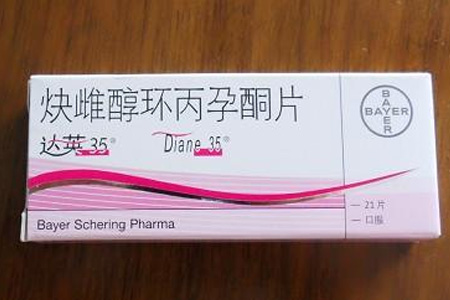 炔雌醇环丙孕酮片
达英 35® Diane 35®
BAYER
BAYER
Bayer Schering Pharma
— 21片
— 口服